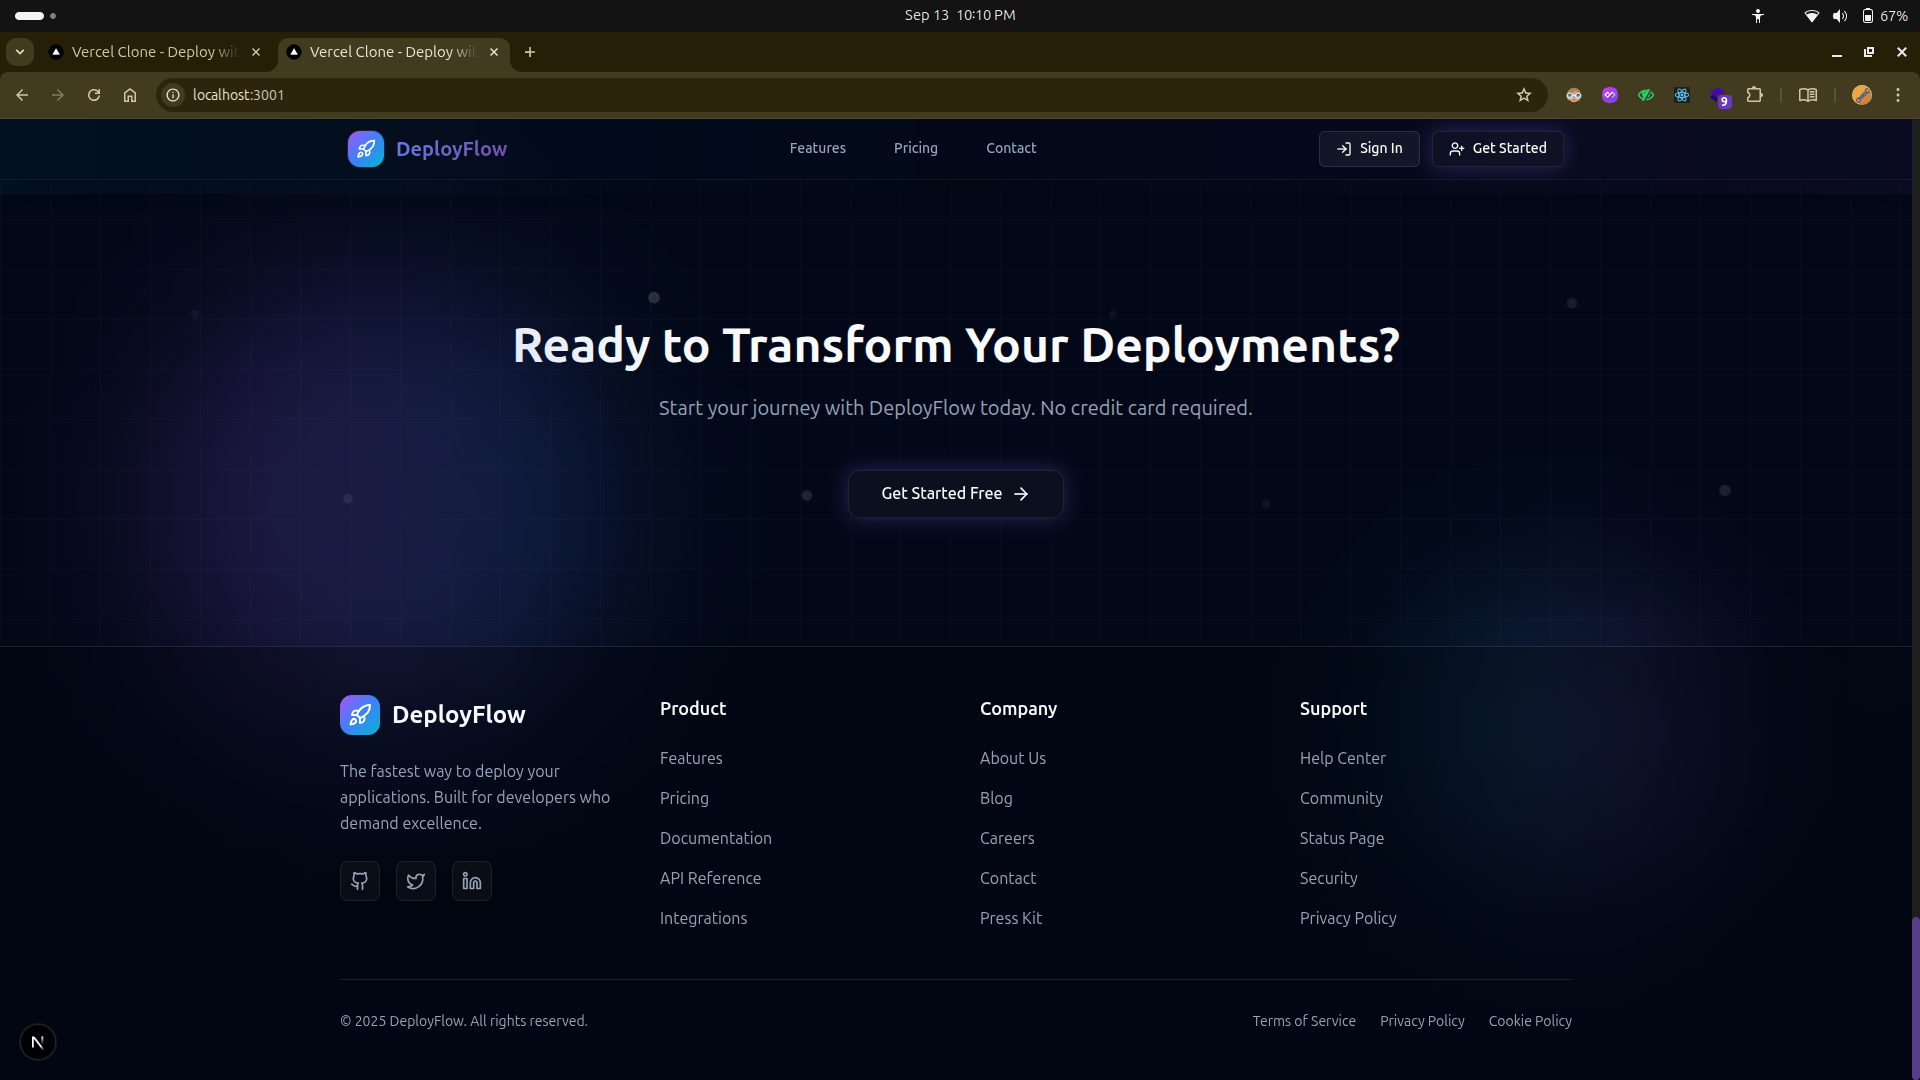 Sep 13 10:10 PM
67%
Vercel Clone - Deploy wit
Vercel Clone - Deploy wit
localhost:3001
9
DeployFlow
Features
Pricing
Contact
Sign In
Get Started
Ready to Transform Your Deployments?
Start your journey with DeployFlow today. No credit card required.
Get Started Free
DeployFlow
The fastest way to deploy your
applications. Built for developers who
demand excellence.
Product
Features
Pricing
Documentation
API Reference
Integrations
Company
About Us
Blog
Careers
Contact
Press Kit
Support
Help Center
Community
Status Page
Security
Privacy Policy
© 2025 DeployFlow. All rights reserved.
Terms of Service
Privacy Policy
Cookie Policy
N